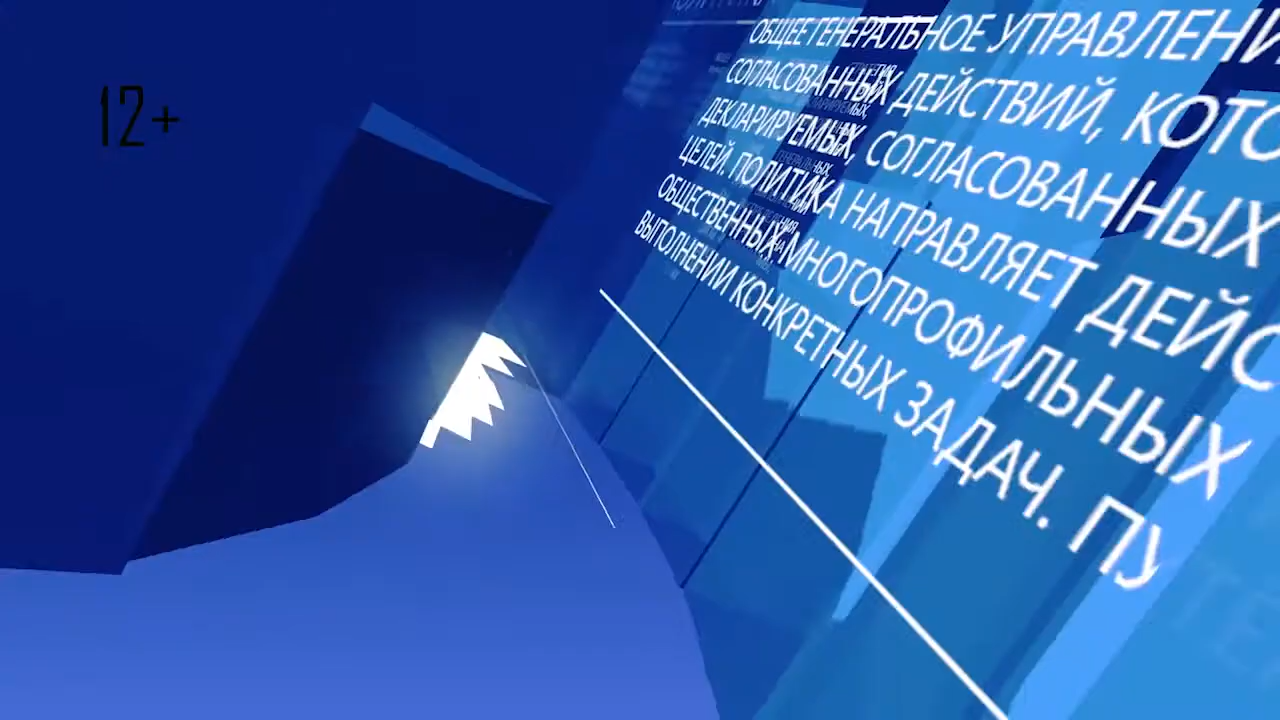 12+
ОБЩЕЕ ГЕНЕРАЛЬНОЕ УПРАВЛЕНИ
СОГЛАСОВАННЫХ ДЕЙСТВИЙ, КОТО
ДЕКЛАРИРУЕМЫХ, СОГЛАСОВАННЫХ
ЦЕЛЕЙ. ПОЛИТИКА НАПРАВЛЯЕТ ДЕЙС
ОБЩЕСТВЕННЫХ МНОГОПРОФИЛЬНЫХ
ВЫПОЛНЕНИИ КОНКРЕТНЫХ ЗАДАЧ. ПУ